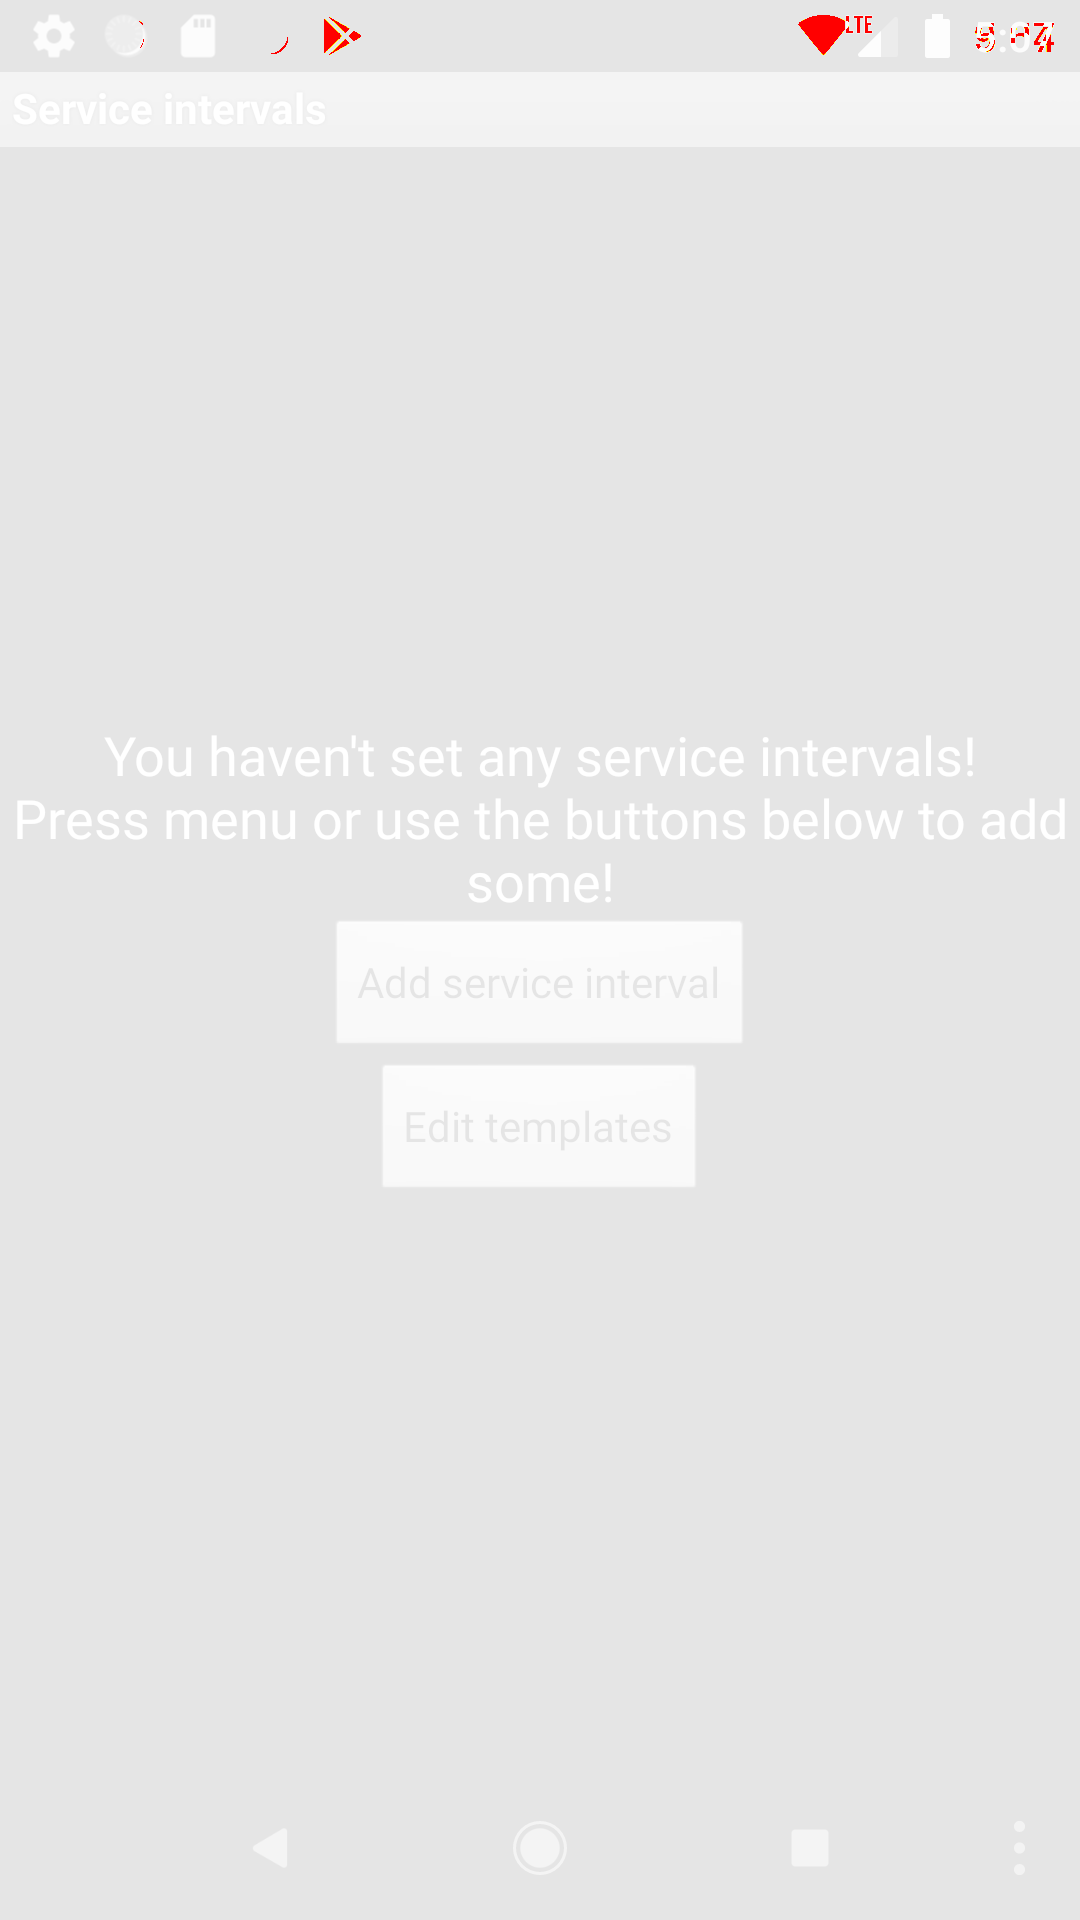 LTE
Service intervals
You haven't set any service intervals!
Press menu or use the buttons below to add
some!
Add service interval
Edit templates